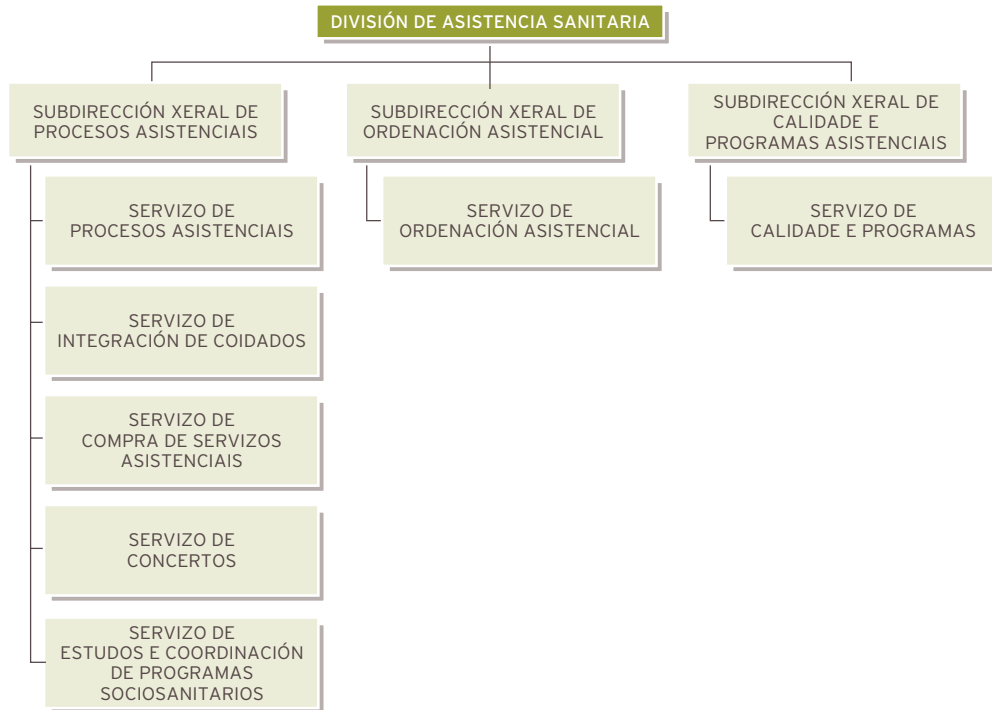 DIVISIÓN DE ASISTENCIA SANITARIA
SUBDIRECCIÓN XERAL DE
PROCESOS ASISTENCIAIS
SUBDIRECCIÓN XERAL DE
ORDENACIÓN ASISTENCIAL
SUBDIRECCIÓN XERAL DE
CALIDADE E
PROGRAMAS ASISTENCIAIS
SERVIZO DE
PROCESOS ASISTENCIAIS
SERVIZO DE
ORDENACIÓN ASISTENCIAL
SERVIZO DE
CALIDADE E PROGRAMAS
SERVIZO DE
INTEGRACIÓN DE COIDADOS
SERVIZO DE
COMPRA DE SERVIZOS
ASISTENCIAIS
SERVIZO DE
CONCERTOS
SERVIZO DE
ESTUDOS E COORDINACIÓN
DE PROGRAMAS
SOCIOSANITARIOS